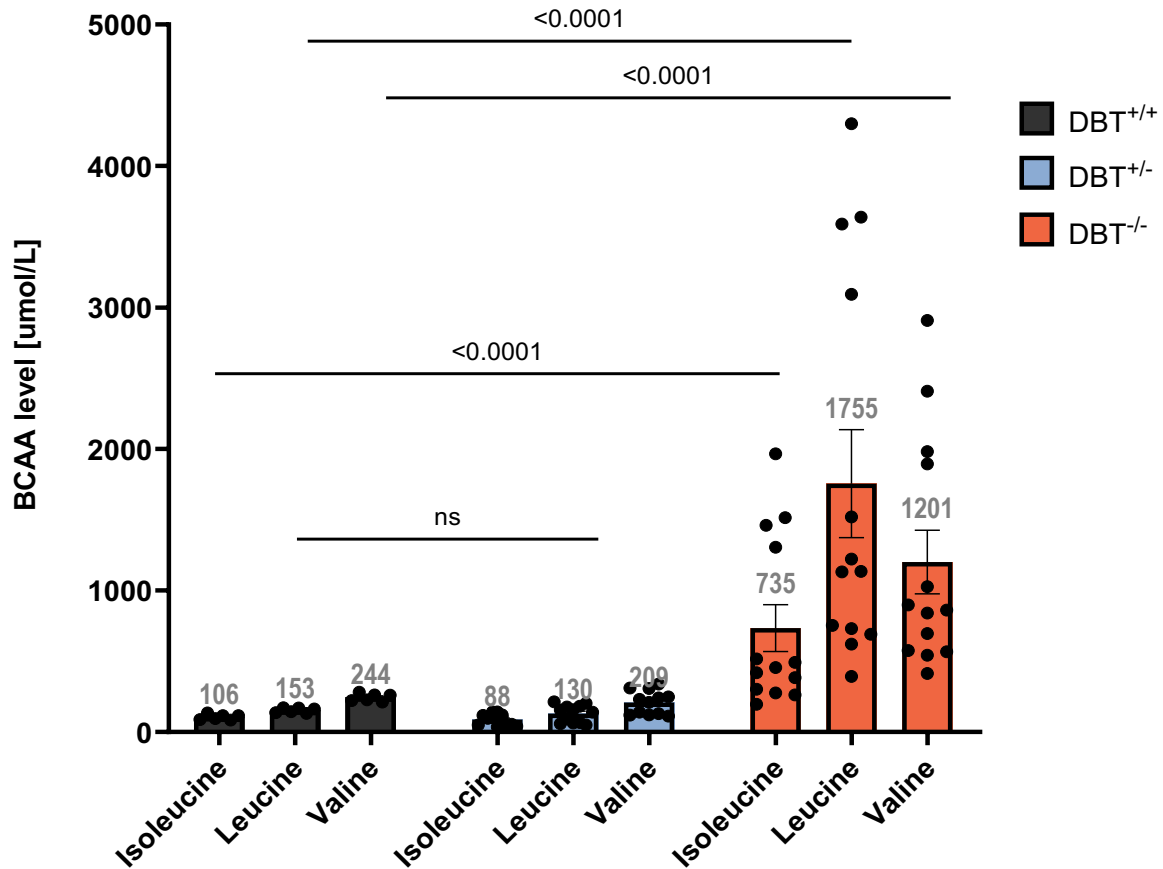 <0.0001
<0.0001
<0.0001
ns
5000
4000
3000
2000
1000
0
BCAA level [umol/L]
106
153
244
88
130
209
735
1755
1201
Isoleucine
Leucine
Valine
Isoleucine
Leucine
Valine
Isoleucine
Leucine
Valine
DBT+/+
DBT+/-
DBT-/-